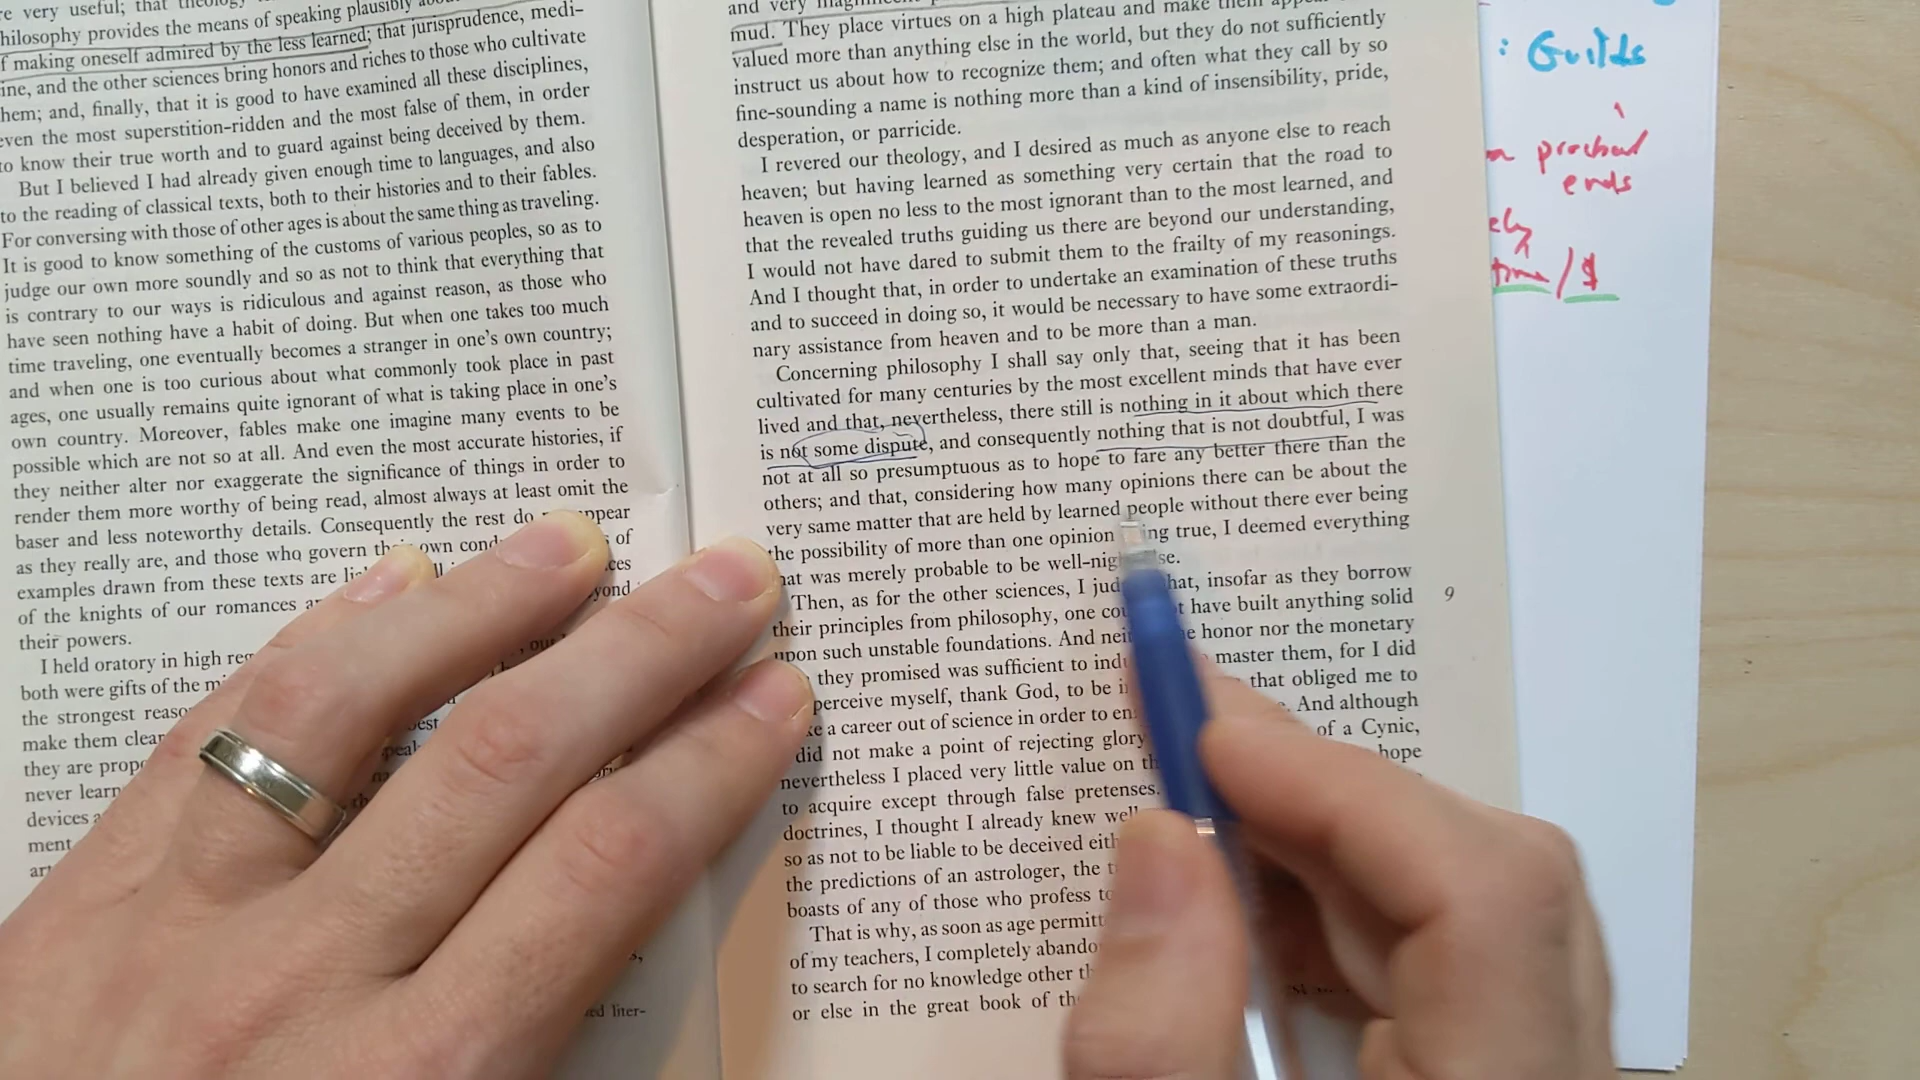 re very useful; that theology
hilosophy provides the means of speaking plausibly
f making oneself admired by the less learned; that jurisprudence, medi-
ine, and the other sciences bring honors and riches to those who cultivate
hem; and, finally, that it is good to have examined all these disciplines,
even the most superstition-ridden and the most false of them, in order
to know their true worth and to guard against being deceived by them.
But I believed I had already given enough time to languages, and also
to the reading of classical texts, both to their histories and to their fables.
For conversing with those of other ages is about the same thing as traveling.
It is good to know something of the customs of various peoples, so as to
judge our own more soundly and so as not to think that everything that
is contrary to our ways is ridiculous and against reason, as those who
have seen nothing have a habit of doing. But when one takes too much
time traveling, one eventually becomes a stranger in one's own country;
and when one is too curious about what commonly took place in past
ages, one usually remains quite ignorant of what is taking place in one's
own country. Moreover, fables make one imagine many events to be
possible which are not so at all. And even the most accurate histories, if
they neither alter nor exaggerate the significance of things in order to
render them more worthy of being read, almost always at least omit the
baser and less noteworthy details. Consequently the rest do ppear
as they really are, and those who govern own cond of
examples drawn from these texts are ces
of the knights of our romances yond
their powers.
I held oratory in high
both were gifts of the
the strongest
make them clear
they are
never
devices
ment
ed liter-
and very
mud. They place virtues on a high plateau and make them
valued more than anything else in the world, but they do not sufficiently
instruct us about how to recognize them; and often what they call by so
fine-sounding a name is nothing more than a kind of insensibility, pride,
desperation, or parricide.
I revered our theology, and I desired as much as anyone else to reach
heaven; but having learned as something very certain that the road to
heaven is open no less to the most ignorant than to the most learned, and
that the revealed truths guiding us there are beyond our understanding,
I would not have dared to submit them to the frailty of my reasonings.
And I thought that, in order to undertake an examination of these truths
and to succeed in doing so, it would be necessary to have some extraordi-
nary assistance from heaven and to be more than a man.
Concerning philosophy I shall say only that, seeing that it has been
cultivated for many centuries by the most excellent minds that have ever
lived and that, nevertheless, there still is nothing in it about which there
is not some dispute, and consequently nothing that is not doubtful, I was
not at all so presumptuous as to hope to fare any better there than the
others; and that, considering how many opinions there can be about the
very same matter that are held by learned people without there ever being
the possibility of more than one opinion ng true, I deemed everything
hat was merely probable to be well-nig se.
Then, as for the other sciences, I jud hat, insofar as they borrow
their principles from philosophy, one cou t have built anything solid 9
upon such unstable foundations. And nei e honor nor the monetary
they promised was sufficient to indu master them, for I did
perceive myself, thank God, to be i that obliged me to
ke a career out of science in order to en . And although
did not make a point of rejecting glory of a Cynic,
nevertheless I placed very little value on th hope
to acquire except through false pretenses.
doctrines, I thought I already knew well
so as not to be liable to be deceived eith
the predictions of an astrologer, the t
boasts of any of those who profess to
That is why, as soon as age permitt
of my teachers, I completely abando
to search for no knowledge other th
or else in the great book of th
: Guilds
ends
time / $